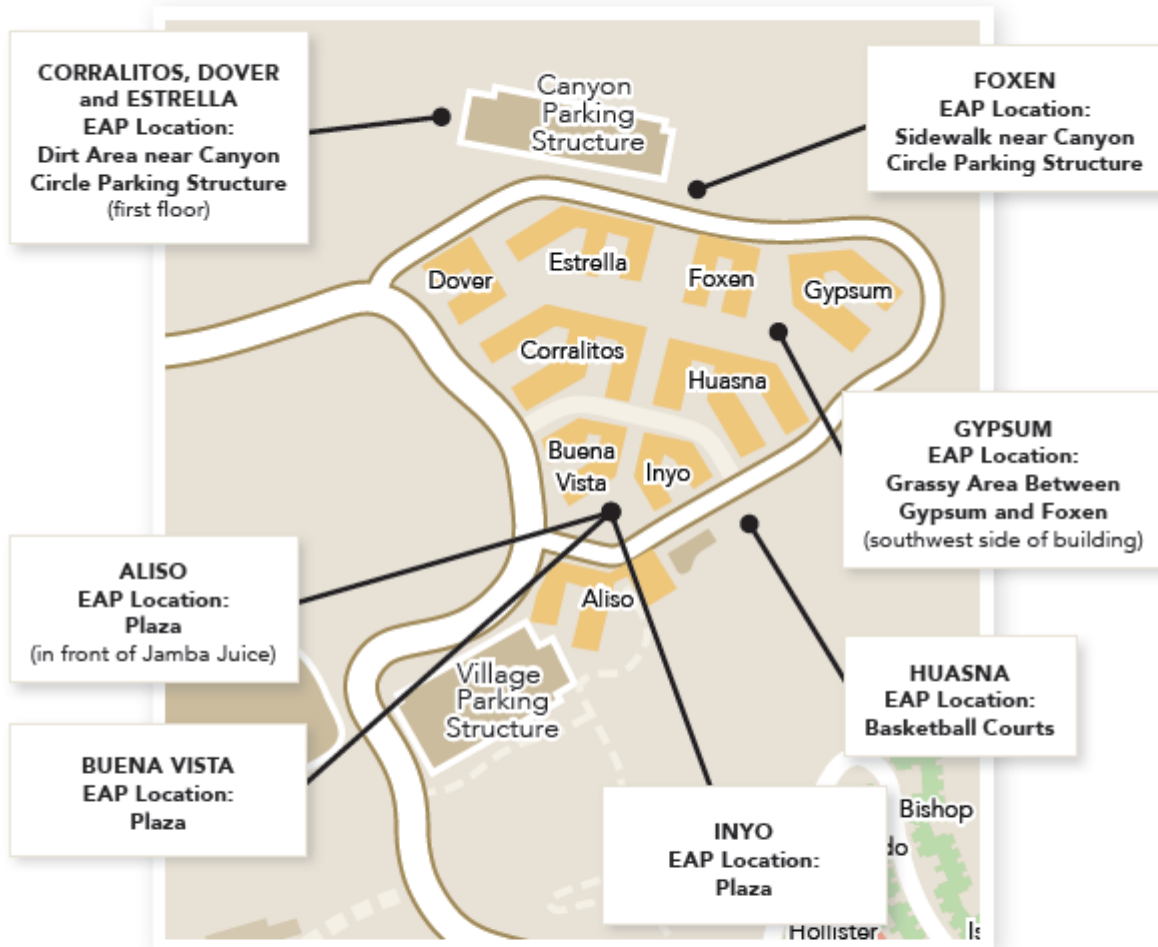 CORRALITOS, DOVER
and ESTRELLA
EAP Location:
Dirt Area near Canyon
Circle Parking Structure
(first floor)
Canyon
Parking
Structure
FOXEN
EAP Location:
Sidewalk near Canyon
Circle Parking Structure
Dover
Estrella
Foxen
Gypsum
Corralitos
Huasna
Buena
Vista
Inyo
GYPSUM
EAP Location:
Grassy Area Between
Gypsum and Foxen
(southwest side of building)
ALISO
EAP Location:
Plaza
(in front of Jamba Juice)
Aliso
Village
Parking
Structure
HUASNA
EAP Location:
Basketball Courts
BUENA VISTA
EAP Location:
Plaza
INYO
EAP Location:
Plaza
Bishop
do
Hollister
Is